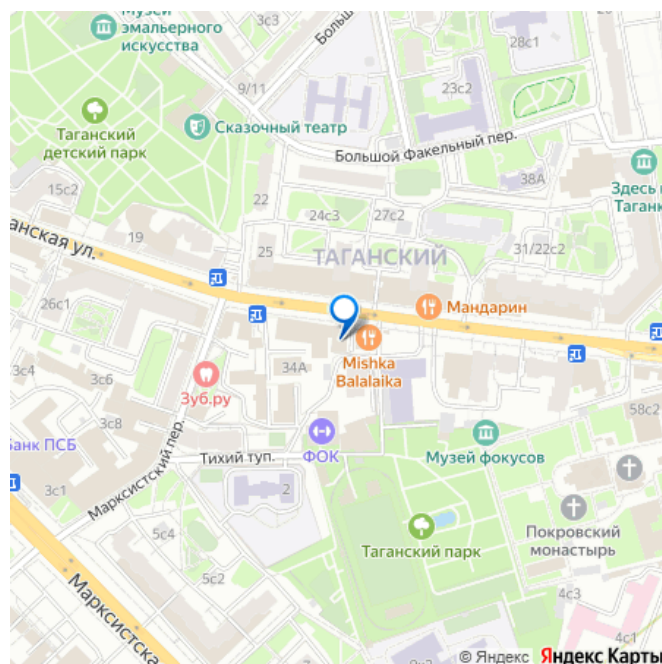 3с3
Музей
эмальерного
искусства
Боль
28с1
9/11
23с2
Таганский
детский парк
Сказочный театр
Большой Факельный пер.
38А
Здесь
Таганк
15с2
22
24с3
27с2
19
анская ул.
25
ТАГАНСКИЙ
31/22с2
26с1
Мандарин
Mishka
Balalaika
34А
3с4
3с6
Зуб.ру
58с2
3с8
Банк ПСБ
Марксистский пер.
Тихий туп.
ФОК
Музей фокусов
3с1
2
Покровский
монастырь
5с4
Таганский парк
5с2
4с3
Марксистска
9с1
© Яндекс Яндекс Карты